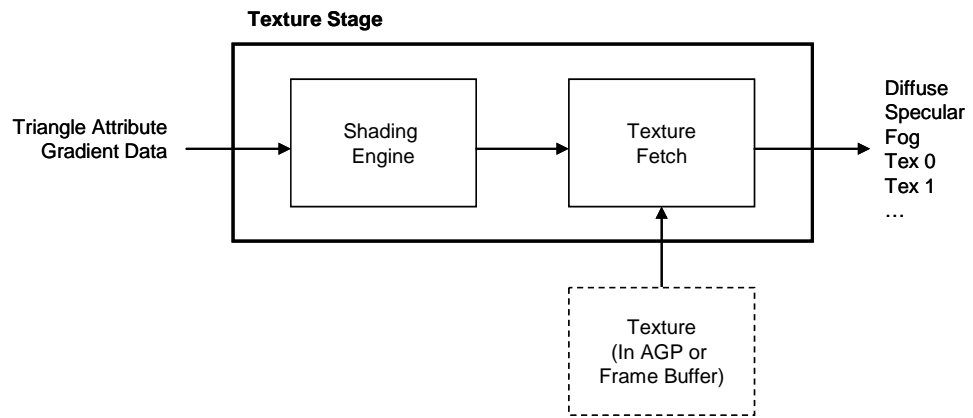 Texture Stage
Triangle Attribute
Gradient Data
Shading
Engine
Texture
Fetch
Diffuse
Specular
Fog
Tex 0
Tex 1
…
Texture
(In AGP or
Frame Buffer)